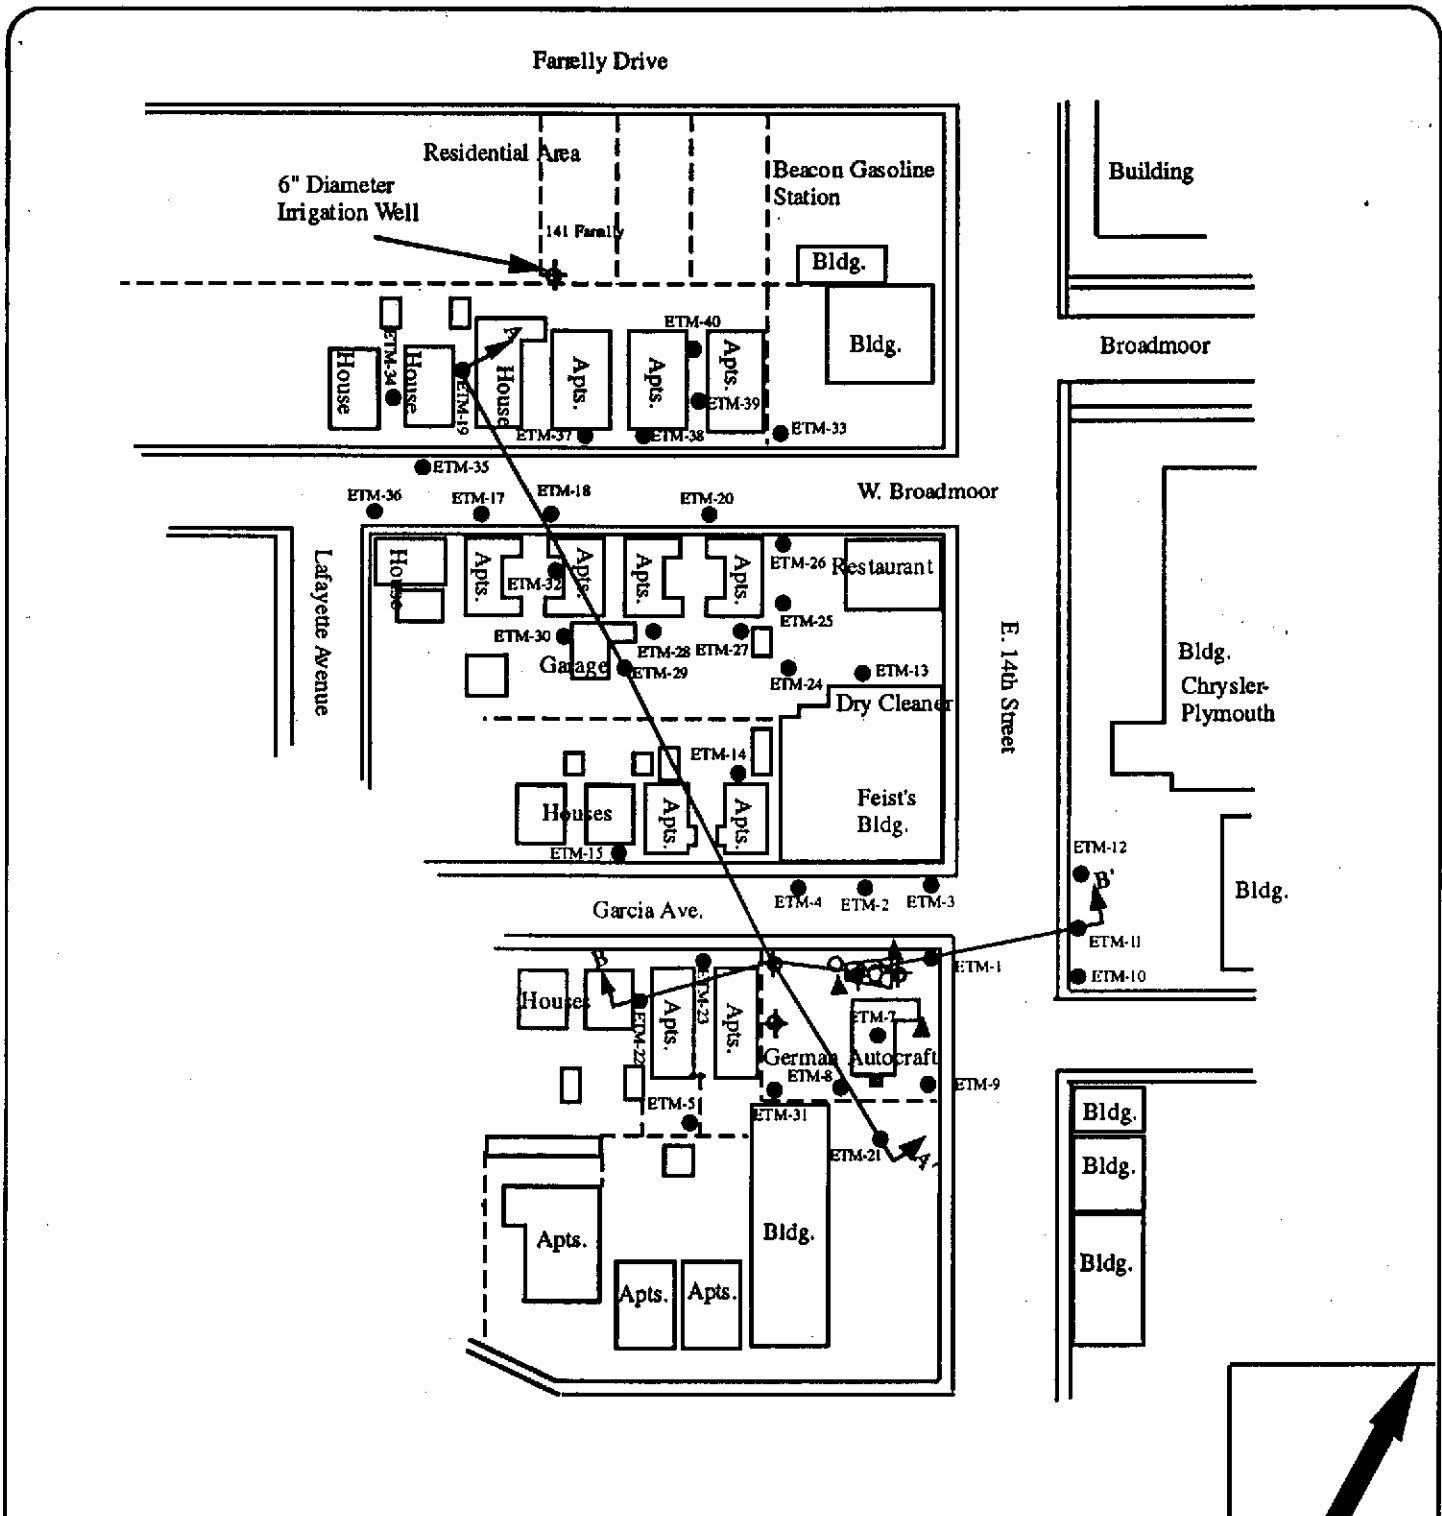 Farrelly Drive
Residential Area
6" Diameter
Irrigation Well
141 Farrally
Beacon Gasoline
Station
Building
Bldg.
Bldg.
Broadmoor
ETM-40
ETM-34
House
House
ETM-19
A
House
Apts.
Apts.
Apts.
ETM-39
ETM-37
ETM-38
ETM-33
ETM-35
W. Broadmoor
ETM-36
ETM-17
ETM-18
ETM-20
Lafayette Avenue
House
Apts.
ETM-32
Apts.
Apts.
Apts.
ETM-26
Restaurant
ETM-25
ETM-30
ETM-28
ETM-27
Garage
ETM-29
ETM-24
ETM-13
Dry Cleaner
E. 14th Street
Bldg.
Chrysler-
Plymouth
ETM-14
Houses
Apts.
Apts.
Feist's
Bldg.
ETM-15
ETM-12
B'
Bldg.
ETM-4
ETM-2
ETM-3
Garcia Ave.
ETM-11
B
ETM-1
ETM-10
Houses
ETM-22
Apts.
ETM-23
Apts.
ETM-7
German Autocraft
ETM-8
ETM-9
ETM-5
ETM-31
ETM-21
A'
Bldg.
Bldg.
Apts.
Bldg.
Bldg.
Apts.
Apts.